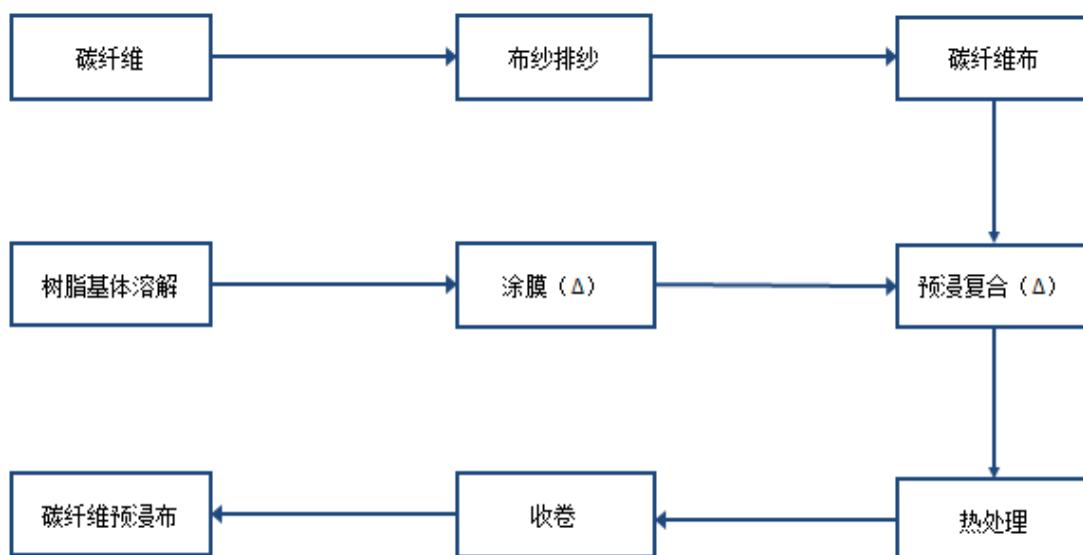 碳纤维
布纱排纱
碳纤维布
树脂基体溶解
涂膜（Δ）
预浸复合（Δ）
碳纤维预浸布
收卷
热处理